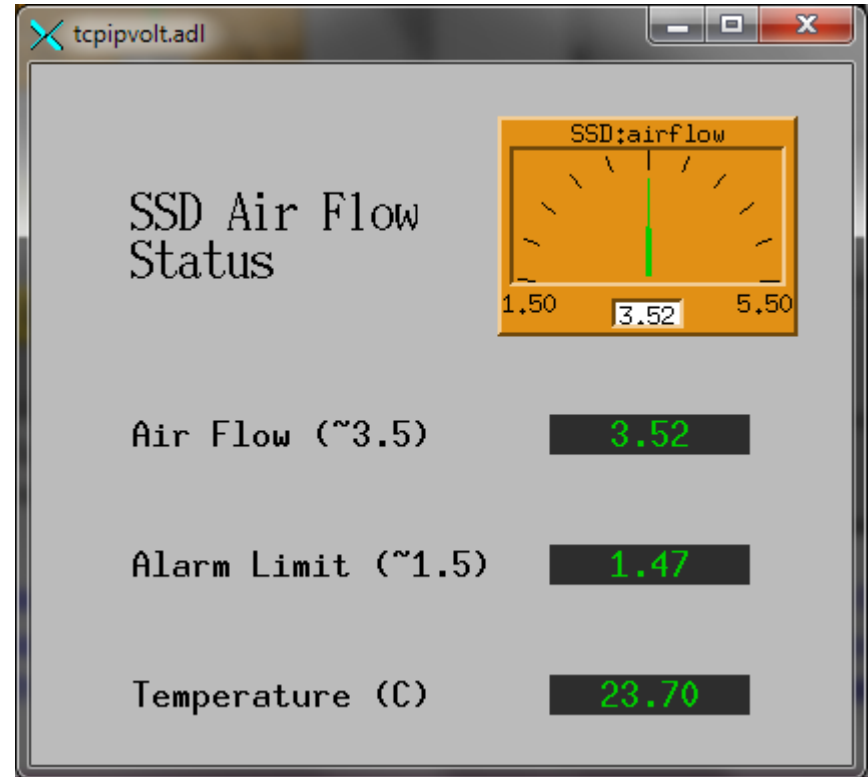 tcpipvolt.adl
SSD:airflow
SSD Air Flow
Status
1.50
3.52
5.50
Air Flow (~3.5)
3.52
Alarm Limit (~1.5)
1.47
Temperature (C)
23.70